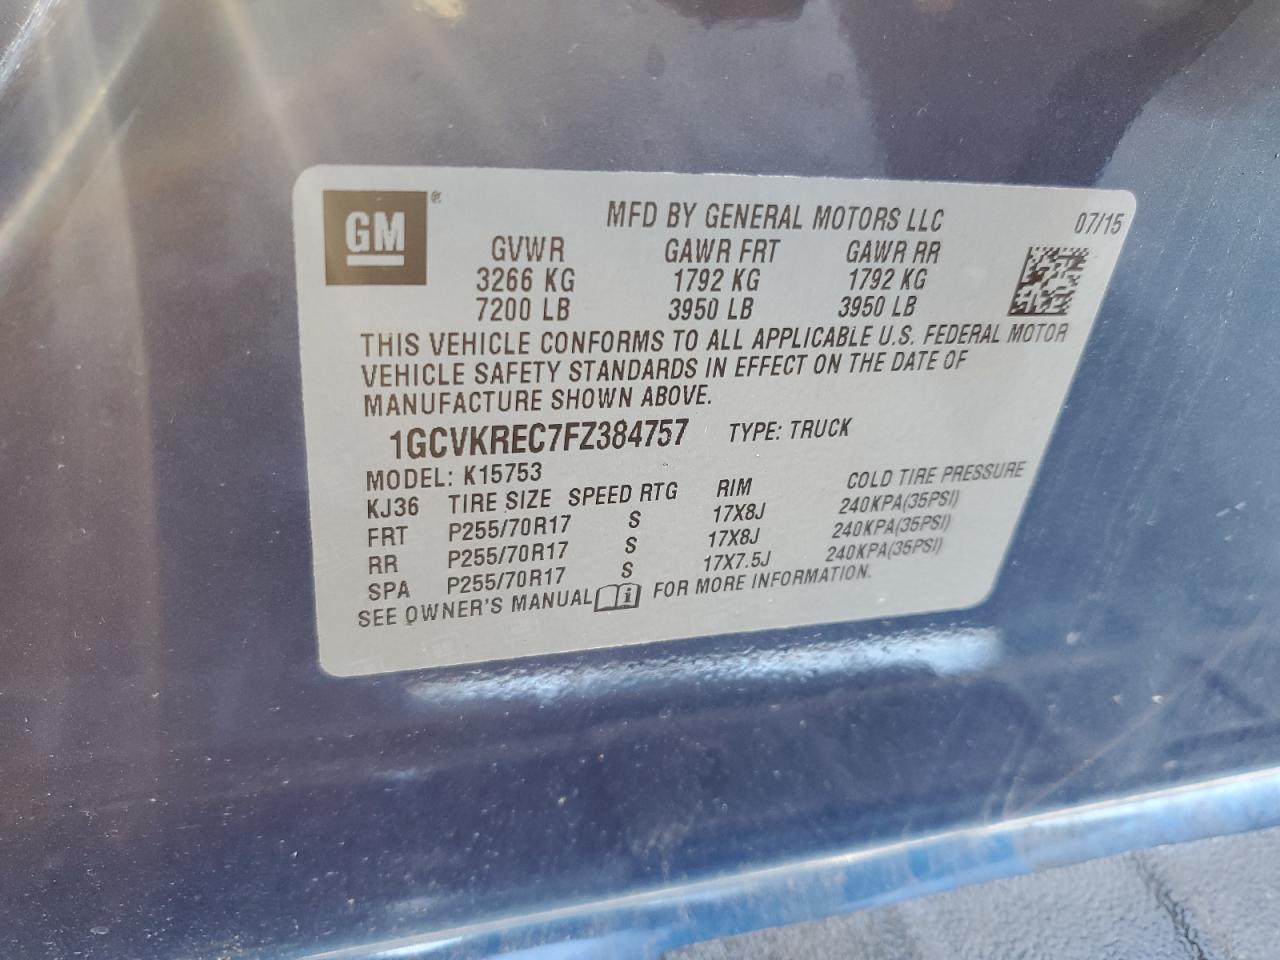 GM®
MFD BY GENERAL MOTORS LLC 07/15
GVWR GAWR FRT GAWR RR
3266 KG 1792 KG 1792 KG
7200 LB 3950 LB 3950 LB
THIS VEHICLE CONFORMS TO ALL APPLICABLE U.S. FEDERAL MOTOR
VEHICLE SAFETY STANDARDS IN EFFECT ON THE DATE OF
MANUFACTURE SHOWN ABOVE.
1GCVKREC7FZ384757 TYPE: TRUCK
MODEL: K15753
KJ36 TIRE SIZE SPEED RTG RIM COLD TIRE PRESSURE
FRT P255/70R17 S 17X8J 240KPA(35PSI)
RR P255/70R17 S 17X8J 240KPA(35PSI)
SPA P255/70R17 S 17X7.5J 240KPA(35PSI)
SEE OWNER'S MANUAL i FOR MORE INFORMATION.